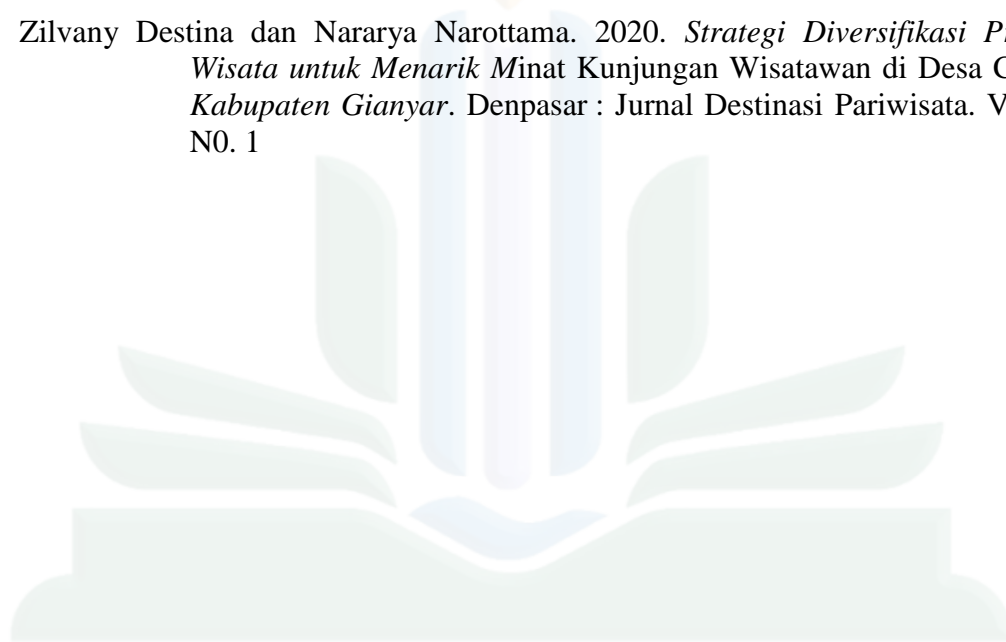 Zilvany Destina dan Nararya Narottama. 2020. Strategi Diversifikasi
Wisata untuk Menarik Minat Kunjungan Wisatawan di Desa
Kabupaten Gianyar. Denpasar : Jurnal Destinasi Pariwisata.
N0. 1